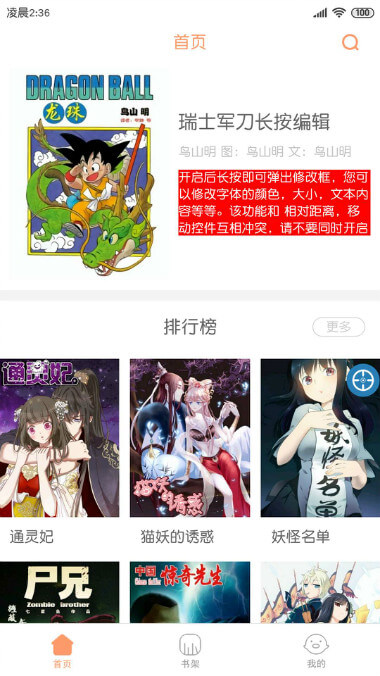 凌晨2:36
100
首页
DRAGON BALL
龙珠
鸟山 明
瑞士军刀长按编辑
鸟山明 图：鸟山明 文：鸟山明
开启后长按即可弹出修改框，您可
以修改字体的颜色，大小，文本内
容等等。该功能和 相对距离，移
动控件互相冲突，请不要同时开启
排行榜
更多
通灵妃
猫妖的诱惑
妖怪名单
通灵妃
猫妖的诱惑
妖怪名单
尸兄
Zombie brother
七度鱼作品
中国
惊奇先生
首页
书架
我的